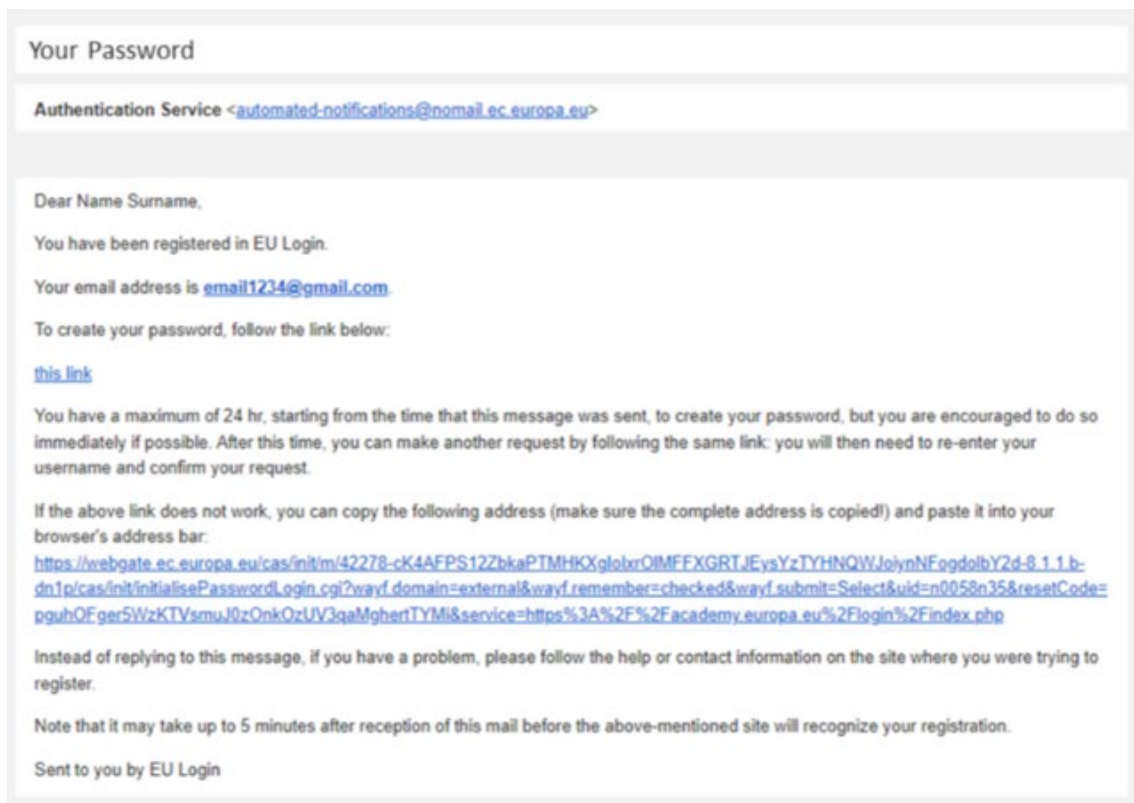 Your Password
Authentication Service <automated-notifications@nomail.ec.europa.eu>
Dear Name Surname,
You have been registered in EU Login.
Your email address is email1234@gmail.com.
To create your password, follow the link below:
this link
You have a maximum of 24 hr, starting from the time that this message was sent, to create your password, but you are encouraged to do so
immediately if possible. After this time, you can make another request by following the same link: you will then need to re-enter your
username and confirm your request.
If the above link does not work, you can copy the following address (make sure the complete address is copied!) and paste it into your
browser's address bar:
https://webgate.ec.europa.eu/cas/init/m/42278-cK4AFPS12ZbkaPTMHKXgloIxrOlMFFXGRTJEysYzTYHNQWJoiynNFogdolbY2d-8.1.1.b-
dn1p/cas/init/initialisePasswordLogin.cgi?wayf.domain=external&wayf.remember=checked&wayf.submit=Select&uid=n0058n35&resetCode=
pguhOFger5WzKTVsmuJ0zOnkOzUV3qaMghertTYMi&service=https%3A%2F%2Facademy.europa.eu%2Flogin%2Findex.php
Instead of replying to this message, if you have a problem, please follow the help or contact information on the site where you were trying to
register.
Note that it may take up to 5 minutes after reception of this mail before the above-mentioned site will recognize your registration.
Sent to you by EU Login